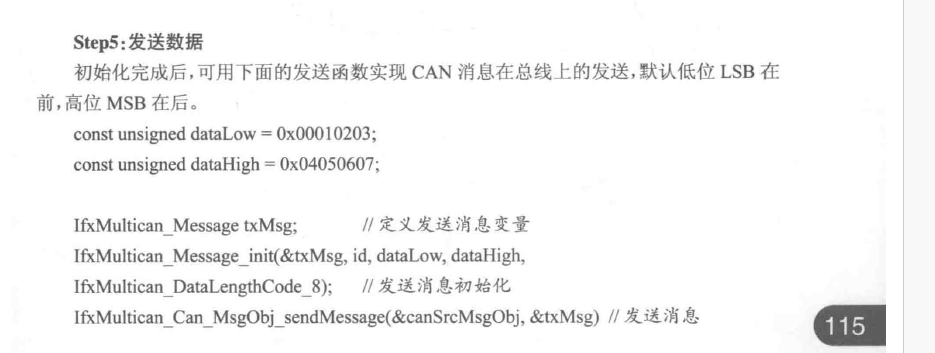 Step5:发送数据
初始化完成后,可用下面的发送函数实现 CAN 消息在总线上的发送,默认低位 LSB 在
前,高位 MSB 在后。
const unsigned dataLow = 0x00010203;
const unsigned dataHigh = 0x04050607;
IfxMultican_Message txMsg; // 定义发送消息变量
IfxMultican_Message_init(&txMsg, id, dataLow, dataHigh,
IfxMultican_DataLengthCode_8); // 发送消息初始化
IfxMultican_Can_MsgObj_sendMessage(&canSrcMsgObj, &txMsg) // 发送消息
115